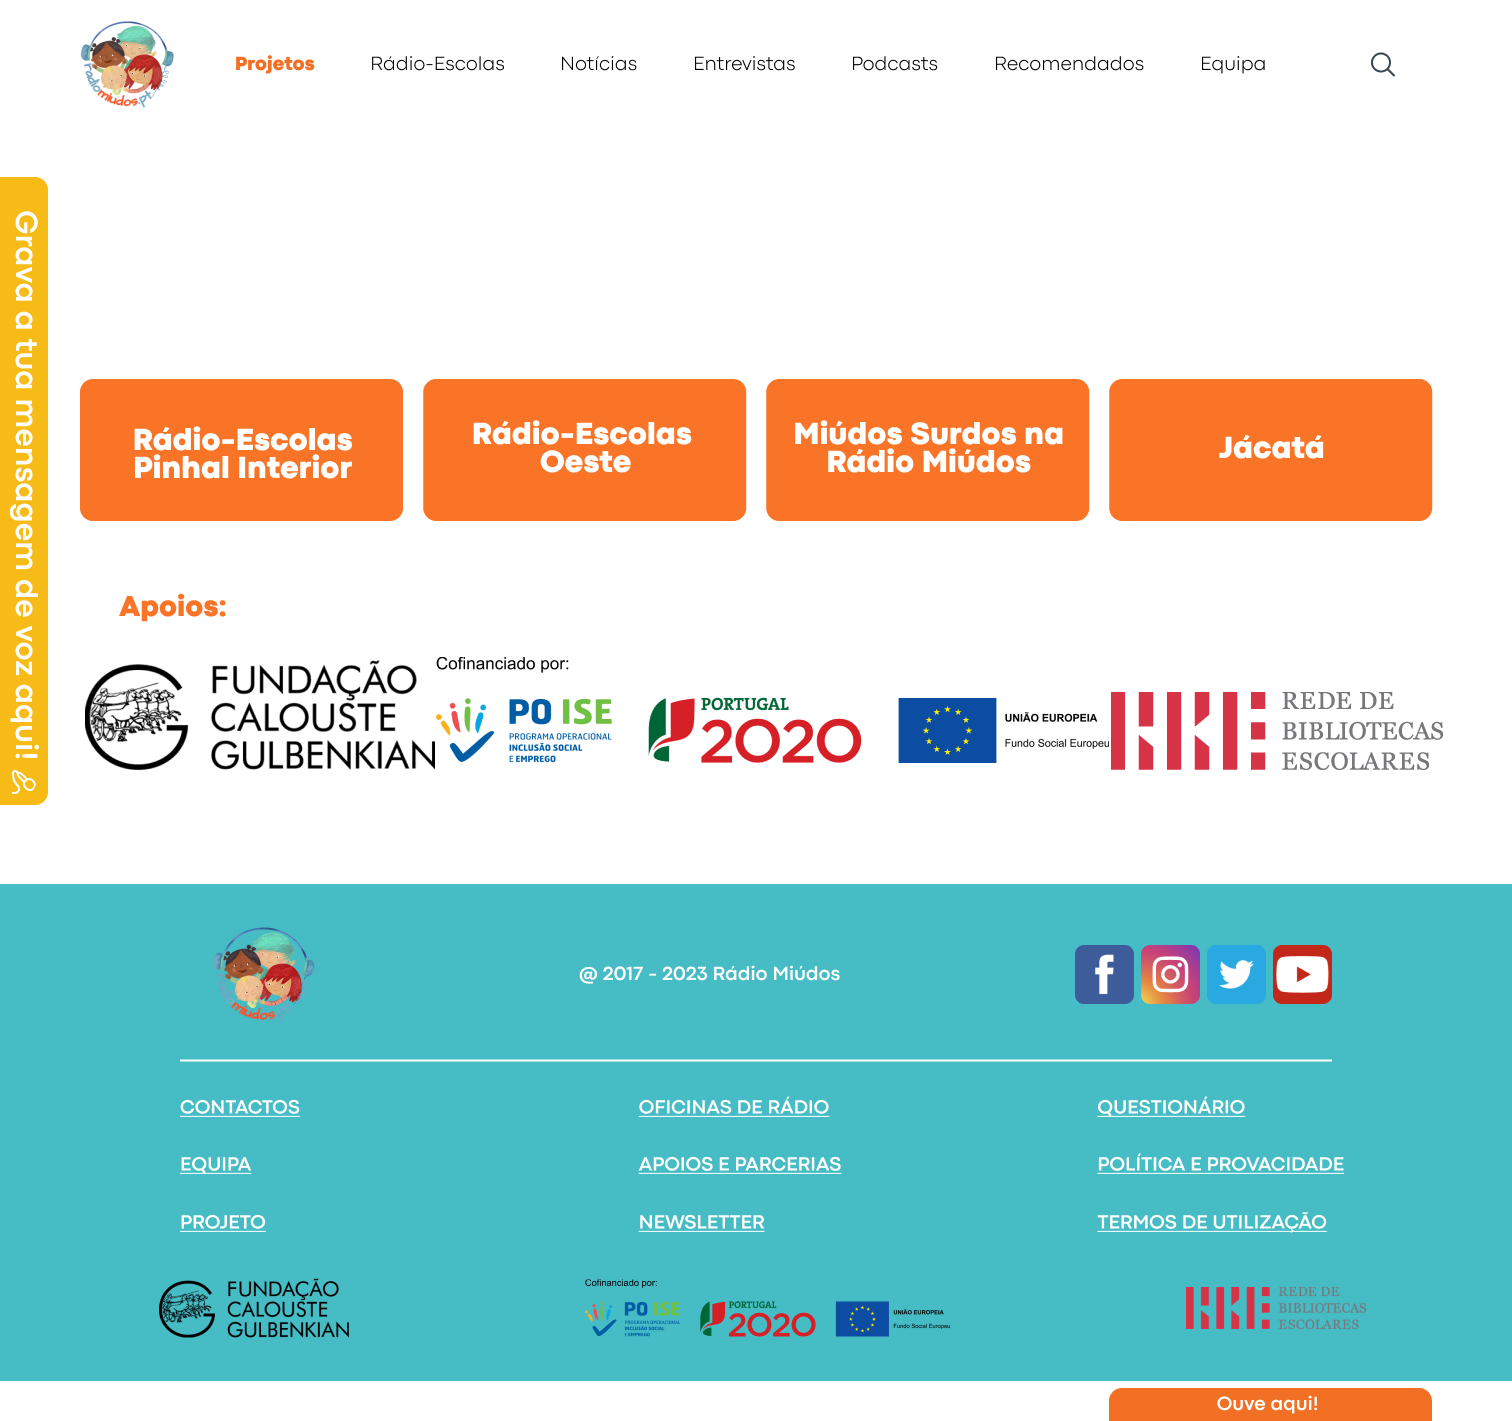 radiomiudos.pt
Projetos
Rádio-Escolas
Notícias
Entrevistas
Podcasts
Recomendados
Equipa
Grava a tua mensagem de voz aqui!
Rádio-Escolas
Pinhal Interior
Rádio-Escolas
Oeste
Miúdos Surdos na
Rádio Miúdos
Jácatá
Apoios:
FUNDAÇÃO
CALOUSTE
GULBENKIAN
Cofinanciado por:
PO ISE
PROGRAMA OPERACIONAL
INCLUSÃO SOCIAL
E EMPREGO
PORTUGAL
2020
UNIÃO EUROPEIA
Fundo Social Europeu
REDE DE
BIBLIOTECAS
ESCOLARES
miudos
@ 2017 - 2023 Rádio Miúdos
CONTACTOS
OFICINAS DE RÁDIO
QUESTIONÁRIO
EQUIPA
APOIOS E PARCERIAS
POLÍTICA E PROVACIDADE
PROJETO
NEWSLETTER
TERMOS DE UTILIZAÇÃO
FUNDAÇÃO
CALOUSTE
GULBENKIAN
Cofinanciado por:
PO ISE
PROGRAMA OPERACIONAL
INCLUSÃO SOCIAL
E EMPREGO
PORTUGAL
2020
UNIÃO EUROPEIA
Fundo Social Europeu
REDE DE
BIBLIOTECAS
ESCOLARES
Ouve aqui!